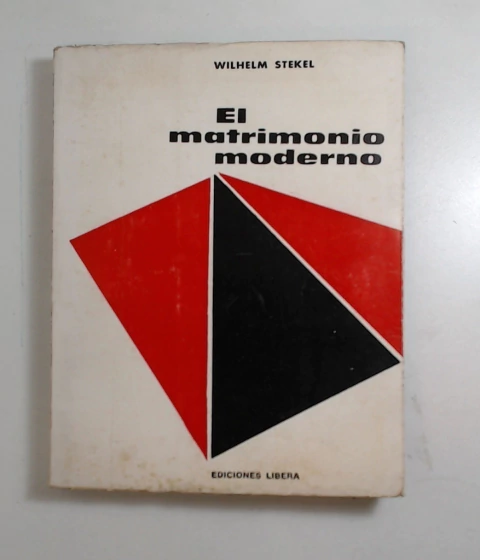 WILHELM STEKEL
El
matrimonio
moderno
EDICIONES LIBERA